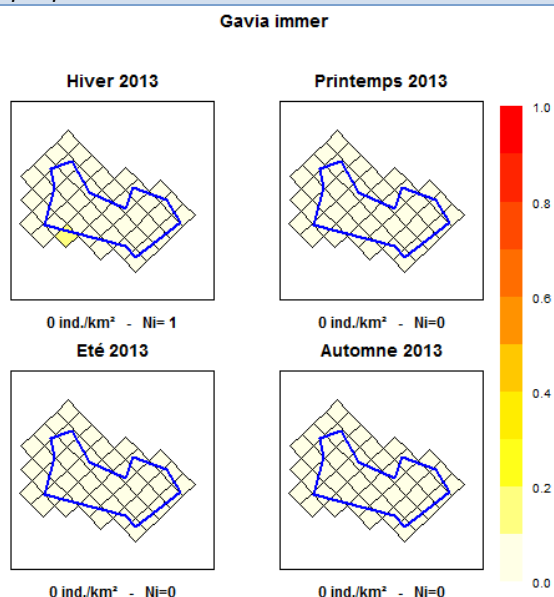 Gavia immer
Hiver 2013
Printemps 2013
0 ind./km² - Ni= 1
0 ind./km² - Ni=0
Eté 2013
Automne 2013
0 ind./km² - Ni=0
0 ind./km² - Ni=0
1.0
0.8
0.6
0.4
0.2
0.0